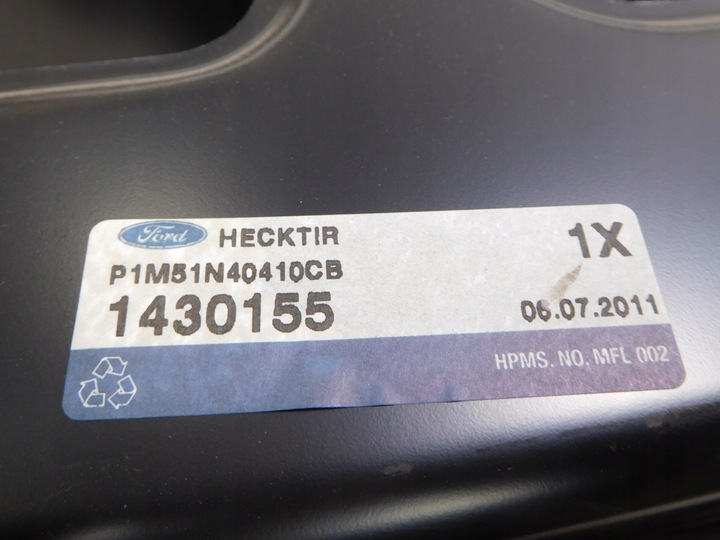 Ford HECKTIR 1X
P1M51N40410CB
1430155 06.07.2011
HPMS. NO. MFL 002